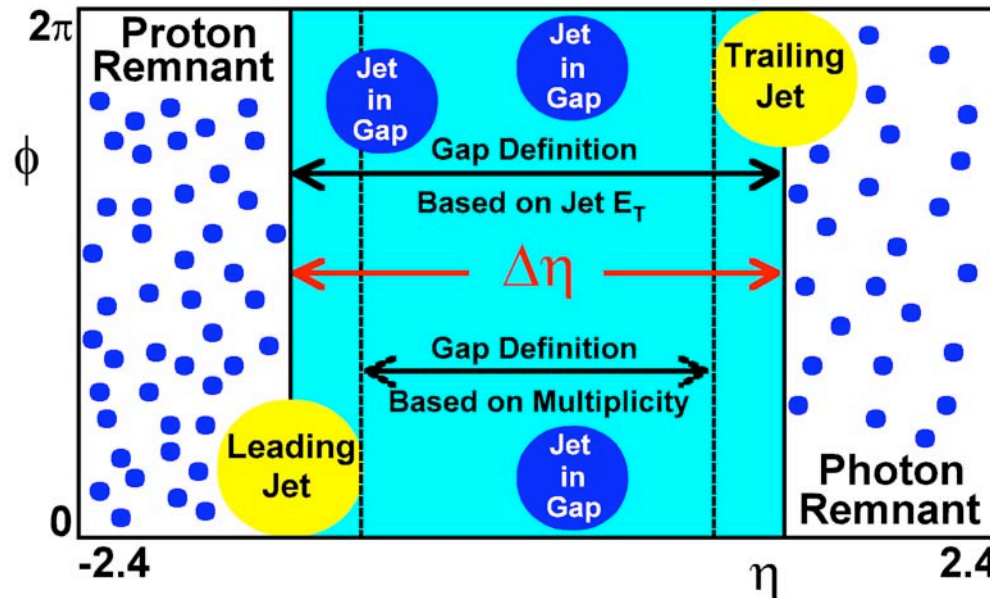 2π
Proton
Remnant
Jet
in
Gap
Jet
in
Gap
Trailing
Jet
ϕ
Gap Definition
Based on Jet E_T
Δη
Gap Definition
Based on Multiplicity
Leading
Jet
Jet
in
Gap
Photon
Remnant
0
-2.4
η
2.4